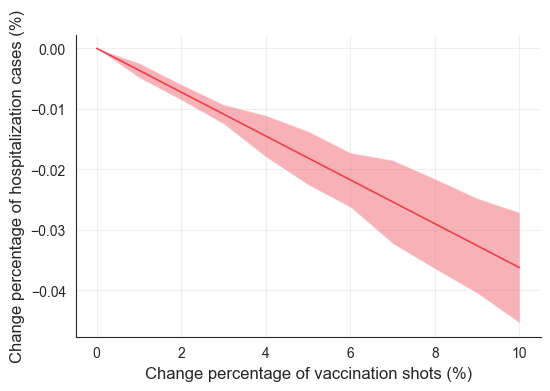 Change percentage of hospitalization cases (%)
0.00
−0.01
−0.02
−0.03
−0.04
0 2 4 6 8 10
Change percentage of vaccination shots (%)